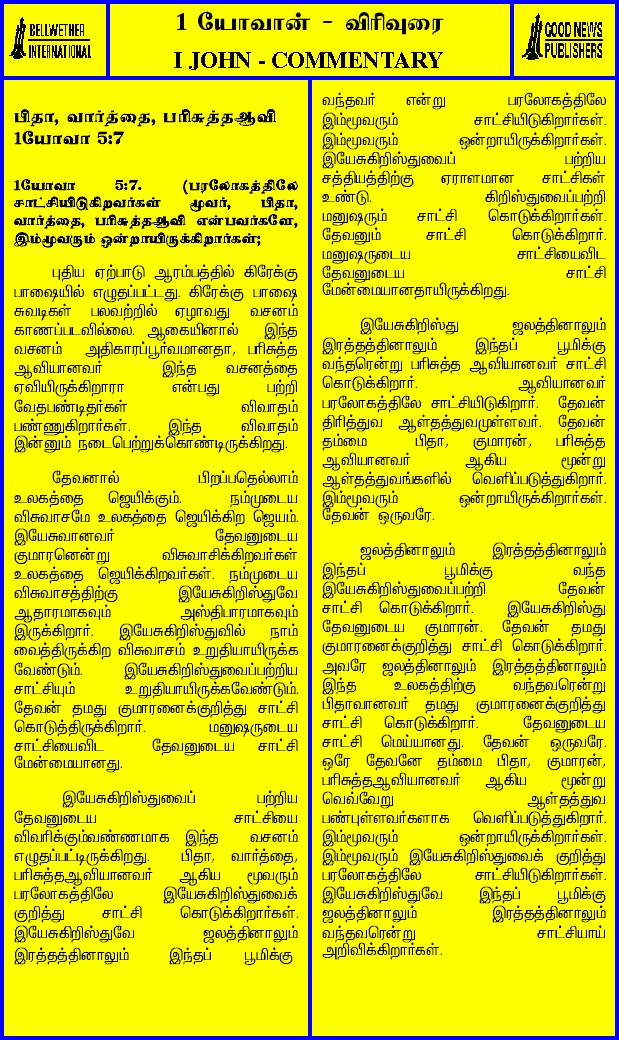 BELLWETHER
INTERNATIONAL
1 யோவான் - விரிவுரை
I JOHN - COMMENTARY
GOOD NEWS
PUBLISHERS
பிதா, வார்த்தை, பரிசுத்தஆவி
1யோவா 5:7
1யோவா 5:7. (பரலோகத்திலே
சாட்சியிடுகிறவர்கள் மூவர், பிதா,
வார்த்தை, பரிசுத்தஆவி என்பவர்களே,
இம்மூவரும் ஒன்றாயிருக்கிறார்கள்;
புதிய ஏற்பாடு ஆரம்பத்தில் கிரேக்கு
பாஷையில் எழுதப்பட்டது. கிரேக்கு பாஷை
சுவடிகள் பலவற்றில் ஏழாவது வசனம்
காணப்படவில்லை. ஆகையினால் இந்த
வசனம் அதிகாரப்பூர்வமானதா, பரிசுத்த
ஆவியானவர் இந்த வசனத்தை
ஏவியிருக்கிறாரா என்பது பற்றி
வேதபண்டிதர்கள் விவாதம்
பண்ணுகிறார்கள். இந்த விவாதம்
இன்னும் நடைபெற்றுக்கொண்டிருக்கிறது.
தேவனால் பிறப்பதெல்லாம்
உலகத்தை ஜெயிக்கும். நம்முடைய
விசுவாசமே உலகத்தை ஜெயிக்கிற ஜெயம்.
இயேசுவானவர் தேவனுடைய
குமாரனென்று விசுவாசிக்கிறவர்கள்
உலகத்தை ஜெயிக்கிறவர்கள். நம்முடைய
விசுவாசத்திற்கு இயேசுகிறிஸ்துவே
ஆதாரமாகவும் அஸ்திபாரமாகவும்
இருக்கிறார். இயேசுகிறிஸ்துவில் நாம்
வைத்திருக்கிற விசுவாசம் உறுதியாயிருக்க
வேண்டும். இயேசுகிறிஸ்துவைப்பற்றிய
சாட்சியும் உறுதியாயிருக்கவேண்டும்.
தேவன் தமது குமாரனைக்குறித்து சாட்சி
கொடுத்திருக்கிறார். மனுஷருடைய
சாட்சியைவிட தேவனுடைய சாட்சி
மேன்மையானது.
இயேசுகிறிஸ்துவைப் பற்றிய
தேவனுடைய சாட்சியை
விவரிக்கும்வண்ணமாக இந்த வசனம்
எழுதப்பட்டிருக்கிறது. பிதா, வார்த்தை,
பரிசுத்தஆவியானவர் ஆகிய மூவரும்
பரலோகத்திலே இயேசுகிறிஸ்துவைக்
குறித்து சாட்சி கொடுக்கிறார்கள்.
இயேசுகிறிஸ்துவே ஜலத்தினாலும்
இரத்தத்தினாலும் இந்தப் பூமிக்கு
வந்தவர் என்று பரலோகத்திலே
இம்மூவரும் சாட்சியிடுகிறார்கள்.
இம்மூவரும் ஒன்றாயிருக்கிறார்கள்.
இயேசுகிறிஸ்துவைப் பற்றிய
சத்தியத்திற்கு ஏராளமான சாட்சிகள்
உண்டு. கிறிஸ்துவைப்பற்றி
மனுஷரும் சாட்சி கொடுக்கிறார்கள்.
தேவனும் சாட்சி கொடுக்கிறார்.
மனுஷருடைய சாட்சியைவிட
தேவனுடைய சாட்சி
மேன்மையானதாயிருக்கிறது.
இயேசுகிறிஸ்து ஜலத்தினாலும்
இரத்தத்தினாலும் இந்தப் பூமிக்கு
வந்தரென்று பரிசுத்த ஆவியானவர் சாட்சி
கொடுக்கிறார். ஆவியானவர்
பரலோகத்திலே சாட்சியிடுகிறார். தேவன்
திரித்துவ ஆள்தத்துவமுள்ளவர். தேவன்
தம்மை பிதா, குமாரன், பரிசுத்த
ஆவியானவர் ஆகிய மூன்று
ஆள்தத்துவங்களில் வெளிப்படுத்துகிறார்.
இம்மூவரும் ஒன்றாயிருக்கிறார்கள்.
தேவன் ஒருவரே.
ஜலத்தினாலும் இரத்தத்தினாலும்
இந்தப் பூமிக்கு வந்த
இயேசுகிறிஸ்துவைப்பற்றி தேவன்
சாட்சி கொடுக்கிறார். இயேசுகிறிஸ்து
தேவனுடைய குமாரன். தேவன் தமது
குமாரனைக்குறித்து சாட்சி கொடுக்கிறார்.
அவரே ஜலத்தினாலும் இரத்தத்தினாலும்
இந்த உலகத்திற்கு வந்தவரென்று
பிதாவானவர் தமது குமாரனைக்குறித்து
சாட்சி கொடுக்கிறார். தேவனுடைய
சாட்சி மெய்யானது. தேவன் ஒருவரே.
ஒரே தேவனே தம்மை பிதா, குமாரன்,
பரிசுத்தஆவியானவர் ஆகிய மூன்று
வெவ்வேறு ஆள்தத்துவ
பண்புள்ளவர்களாக வெளிப்படுத்துகிறார்.
இம்மூவரும் ஒன்றாயிருக்கிறார்கள்.
இம்மூவரும் இயேசுகிறிஸ்துவைக் குறித்து
பரலோகத்திலே சாட்சியிடுகிறார்கள்.
இயேசுகிறிஸ்துவே இந்தப் பூமிக்கு
ஜலத்தினாலும் இரத்தத்தினாலும்
வந்தவரென்று சாட்சியாய்
அறிவிக்கிறார்கள்.